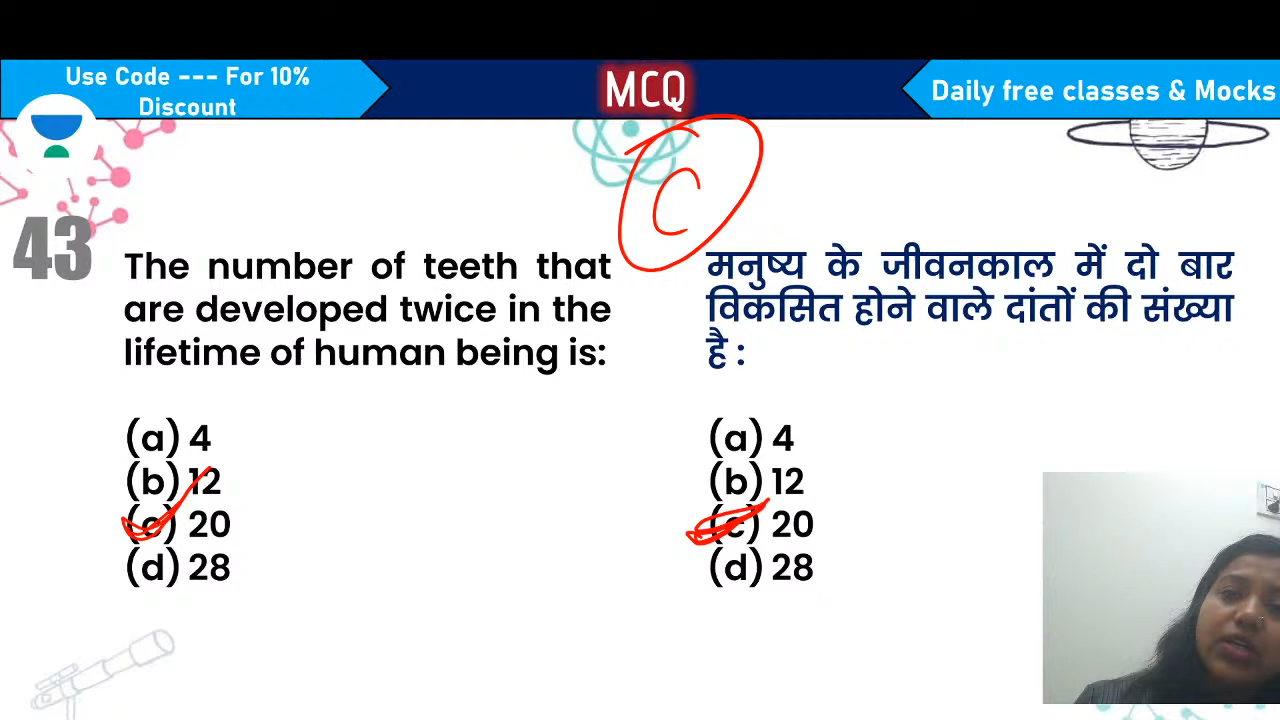 Use Code --- For 10%
Discount
MCQ
Daily free classes & Mocks
C
43
The number of teeth that
are developed twice in the
lifetime of human being is:
(a) 4
(b) 12
(c) 20
(d) 28
मनुष्य के जीवनकाल में दो बार
विकसित होने वाले दांतों की संख्या
है :
(a) 4
(b) 12
(c) 20
(d) 28